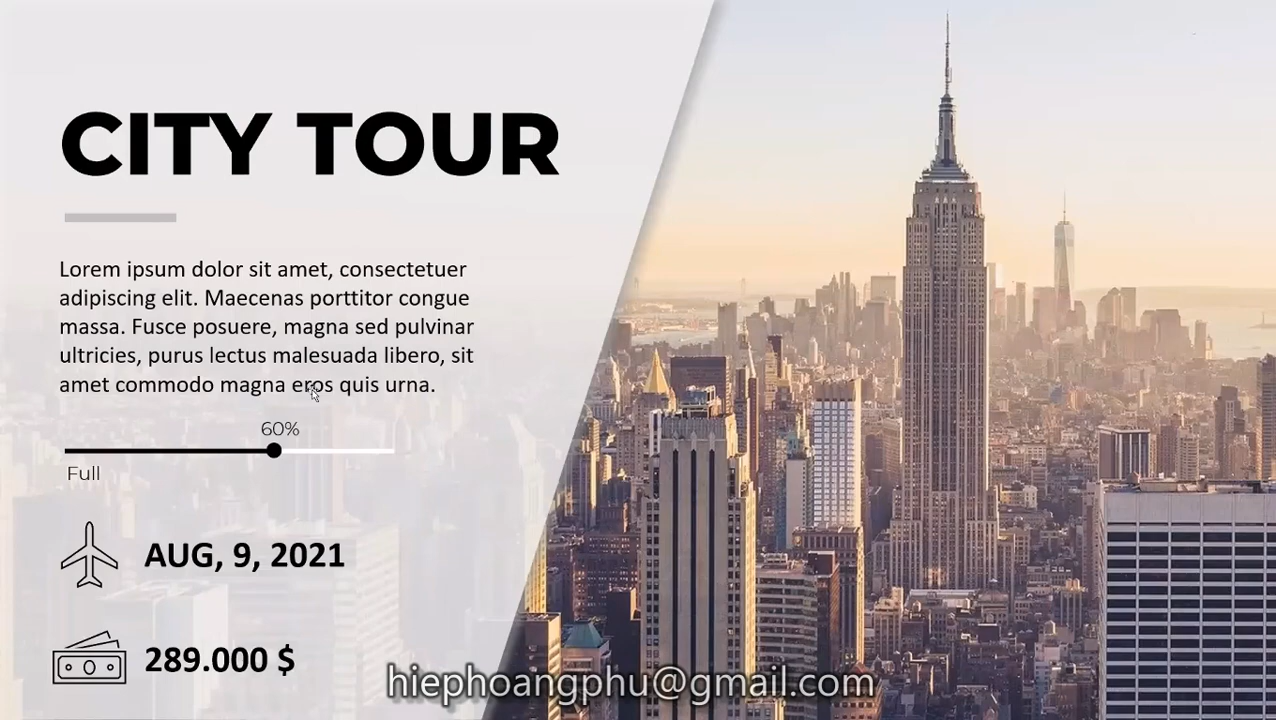 CITY TOUR
Lorem ipsum dolor sit amet, consectetuer
adipiscing elit. Maecenas porttitor congue
massa. Fusce posuere, magna sed pulvinar
ultricies, purus lectus malesuada libero, sit
amet commodo magna eros quis urna.
60%
Full
AUG, 9, 2021
289.000 $
hiephoangphu@gmail.com